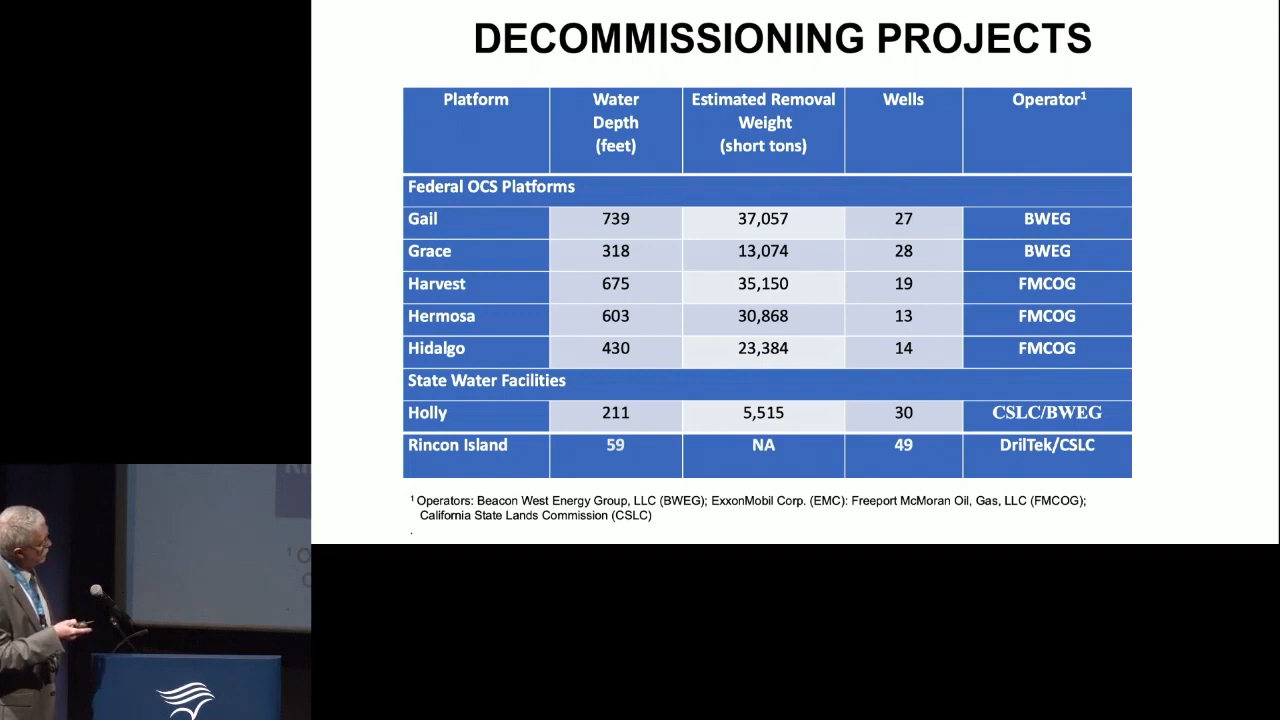 DECOMMISSIONING PROJECTS
Platform Water Depth (feet) Estimated Removal Weight (short tons) Wells Operator¹
Federal OCS Platforms
Gail 739 37,057 27 BWEG
Grace 318 13,074 28 BWEG
Harvest 675 35,150 19 FMCOG
Hermosa 603 30,868 13 FMCOG
Hidalgo 430 23,384 14 FMCOG
State Water Facilities
Holly 211 5,515 30 CSLC/BWEG
Rincon Island 59 NA 49 DrilTek/CSLC
¹ Operators: Beacon West Energy Group, LLC (BWEG); ExxonMobil Corp. (EMC): Freeport McMoran Oil, Gas, LLC (FMCOG);
California State Lands Commission (CSLC)
.